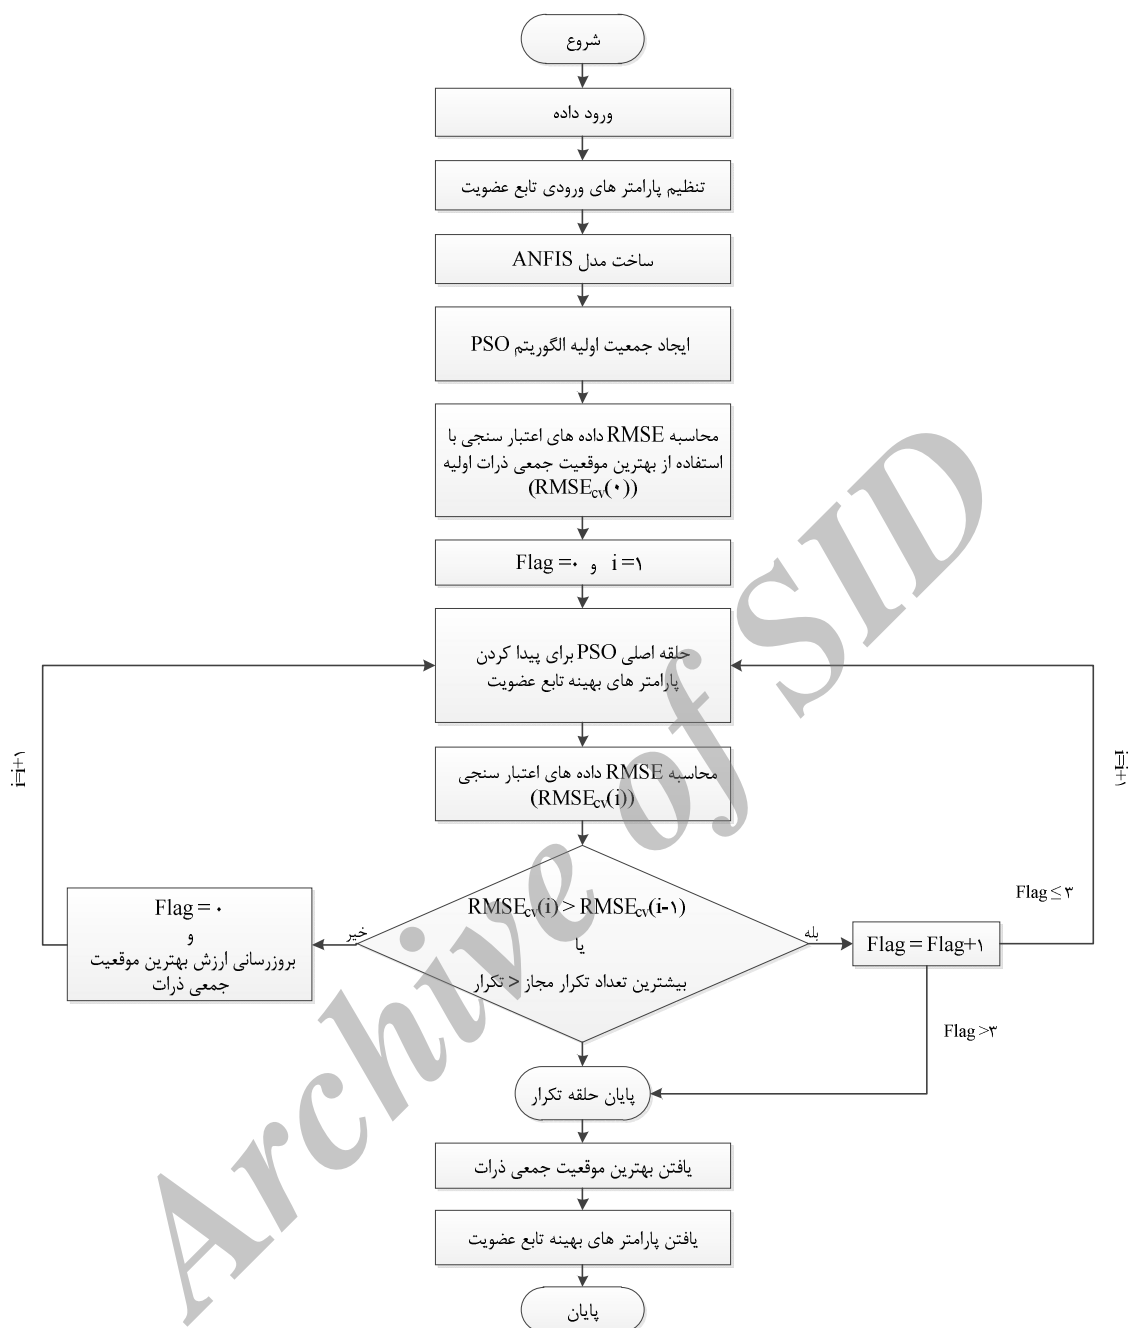 شروع
ورود داده
تنظیم پارامتر های ورودی تابع عضویت
ساخت مدل ANFIS
ایجاد جمعیت اولیه الگوریتم PSO
محاسبه RMSE داده های اعتبار سنجی با
استفاده از بهترین موقعیت جمعی ذرات اولیه
(RMSEcv(۰))
Flag =۰ و i =۱
حلقه اصلی PSO برای پیدا کردن
پارامتر های بهینه تابع عضویت
i=i+۱
i=i+۱
محاسبه RMSE داده های اعتبار سنجی
(RMSEcv(i))
RMSEcv(i) > RMSEcv(i-۱)
یا
بیشترین تعداد تکرار مجاز < تکرار
بله
خیر
Flag ≤ ۳
Flag = Flag+۱
Flag >۳
Flag = ۰
و
بروزرسانی ارزش بهترین موقعیت
جمعی ذرات
پایان حلقه تکرار
یافتن بهترین موقعیت جمعی ذرات
یافتن پارامتر های بهینه تابع عضویت
پایان
Archive of SID